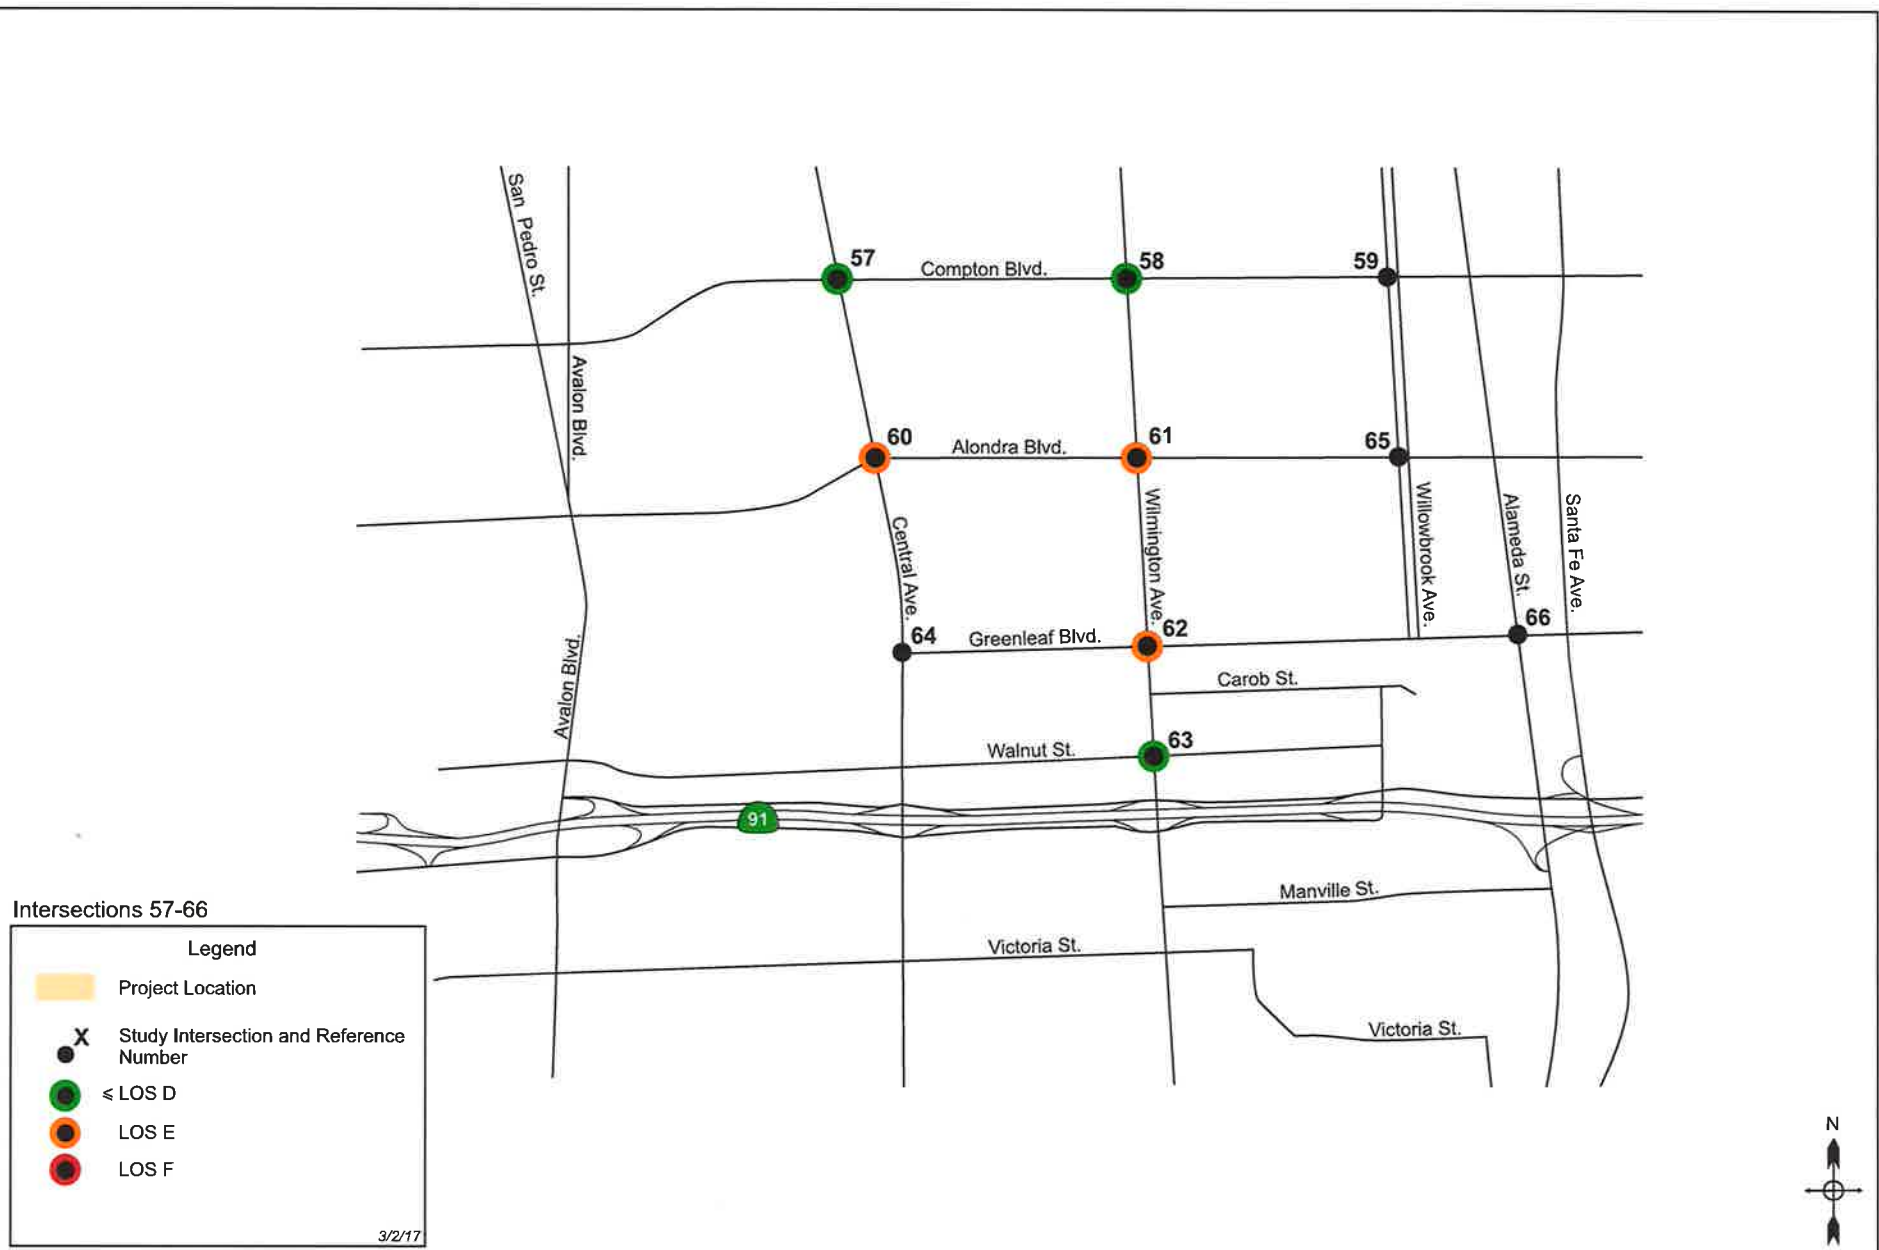 San Pedro St.
57
Compton Blvd.
58
59
Avalon Blvd.
60
Alondra Blvd.
61
65
Central Ave.
Wilmington Ave.
Willowbrook Ave.
Alameda St.
Santa Fe Ave.
64
Greenleaf Blvd.
62
66
Avalon Blvd.
Carob St.
Walnut St.
63
91
Manville St.
Victoria St.
Victoria St.
Intersections 57-66
Legend
Project Location
X
Study Intersection and Reference
Number
≤ LOS D
LOS E
LOS F
3/2/17
N